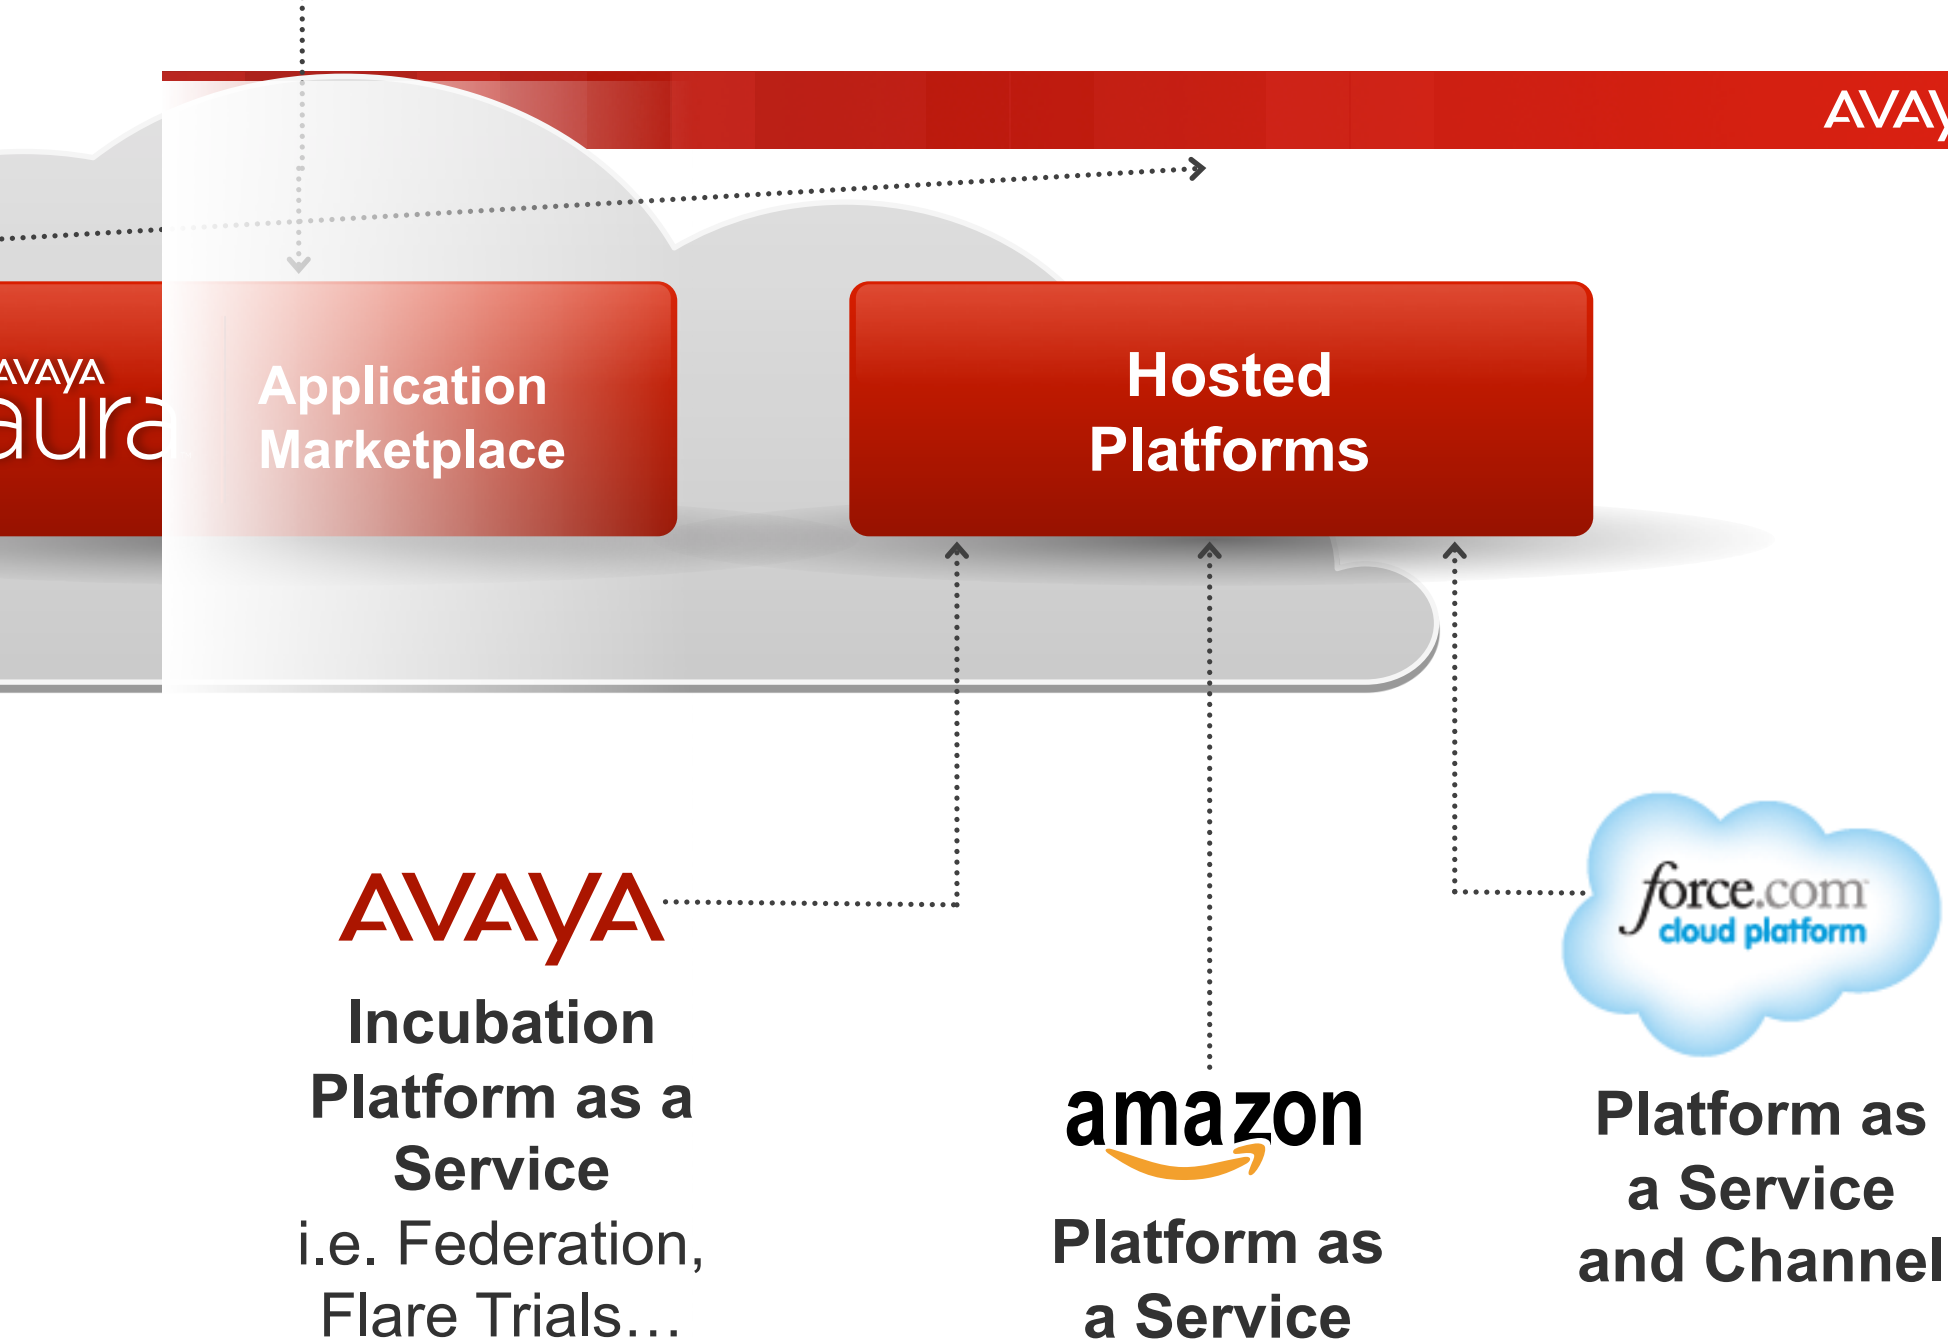 AVAY
AVAYA
aura
Application
Marketplace
Hosted
Platforms
AVAYA
Incubation
Platform as a
Service
i.e. Federation,
Flare Trials…
amazon
Platform as
a Service
force.com
cloud platform
Platform as
a Service
and Channel